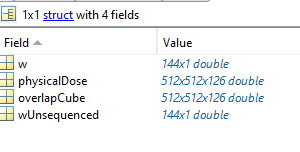 1x1 struct with 4 fields
Field Value
w 144x1 double
physicalDose 512x512x126 double
overlapCube 512x512x126 double
wUnsequenced 144x1 double